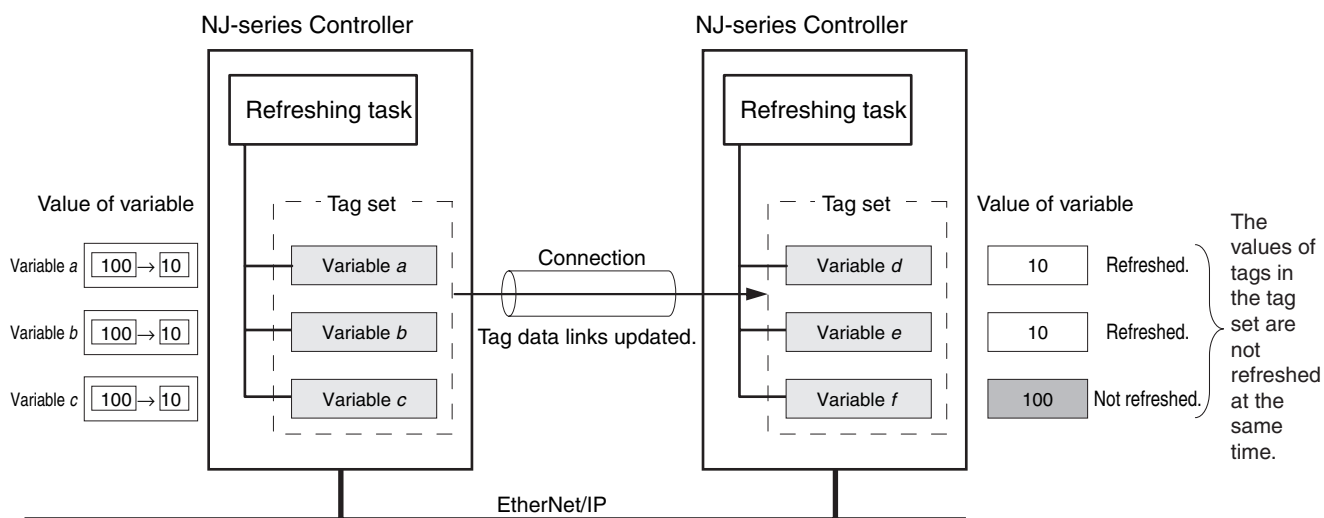 NJ-series Controller
NJ-series Controller
Refreshing task
Refreshing task
Value of variable
Tag set
Tag set
Value of variable
Variable a
100 → 10
Variable a
Connection
Variable d
10
Refreshed.
Variable b
100 → 10
Variable b
Tag data links updated.
Variable e
10
Refreshed.
Variable c
100 → 10
Variable c
Variable f
100
Not refreshed.
The
values of
tags in
the tag
set are
not
refreshed
at the
same
time.
EtherNet/IP